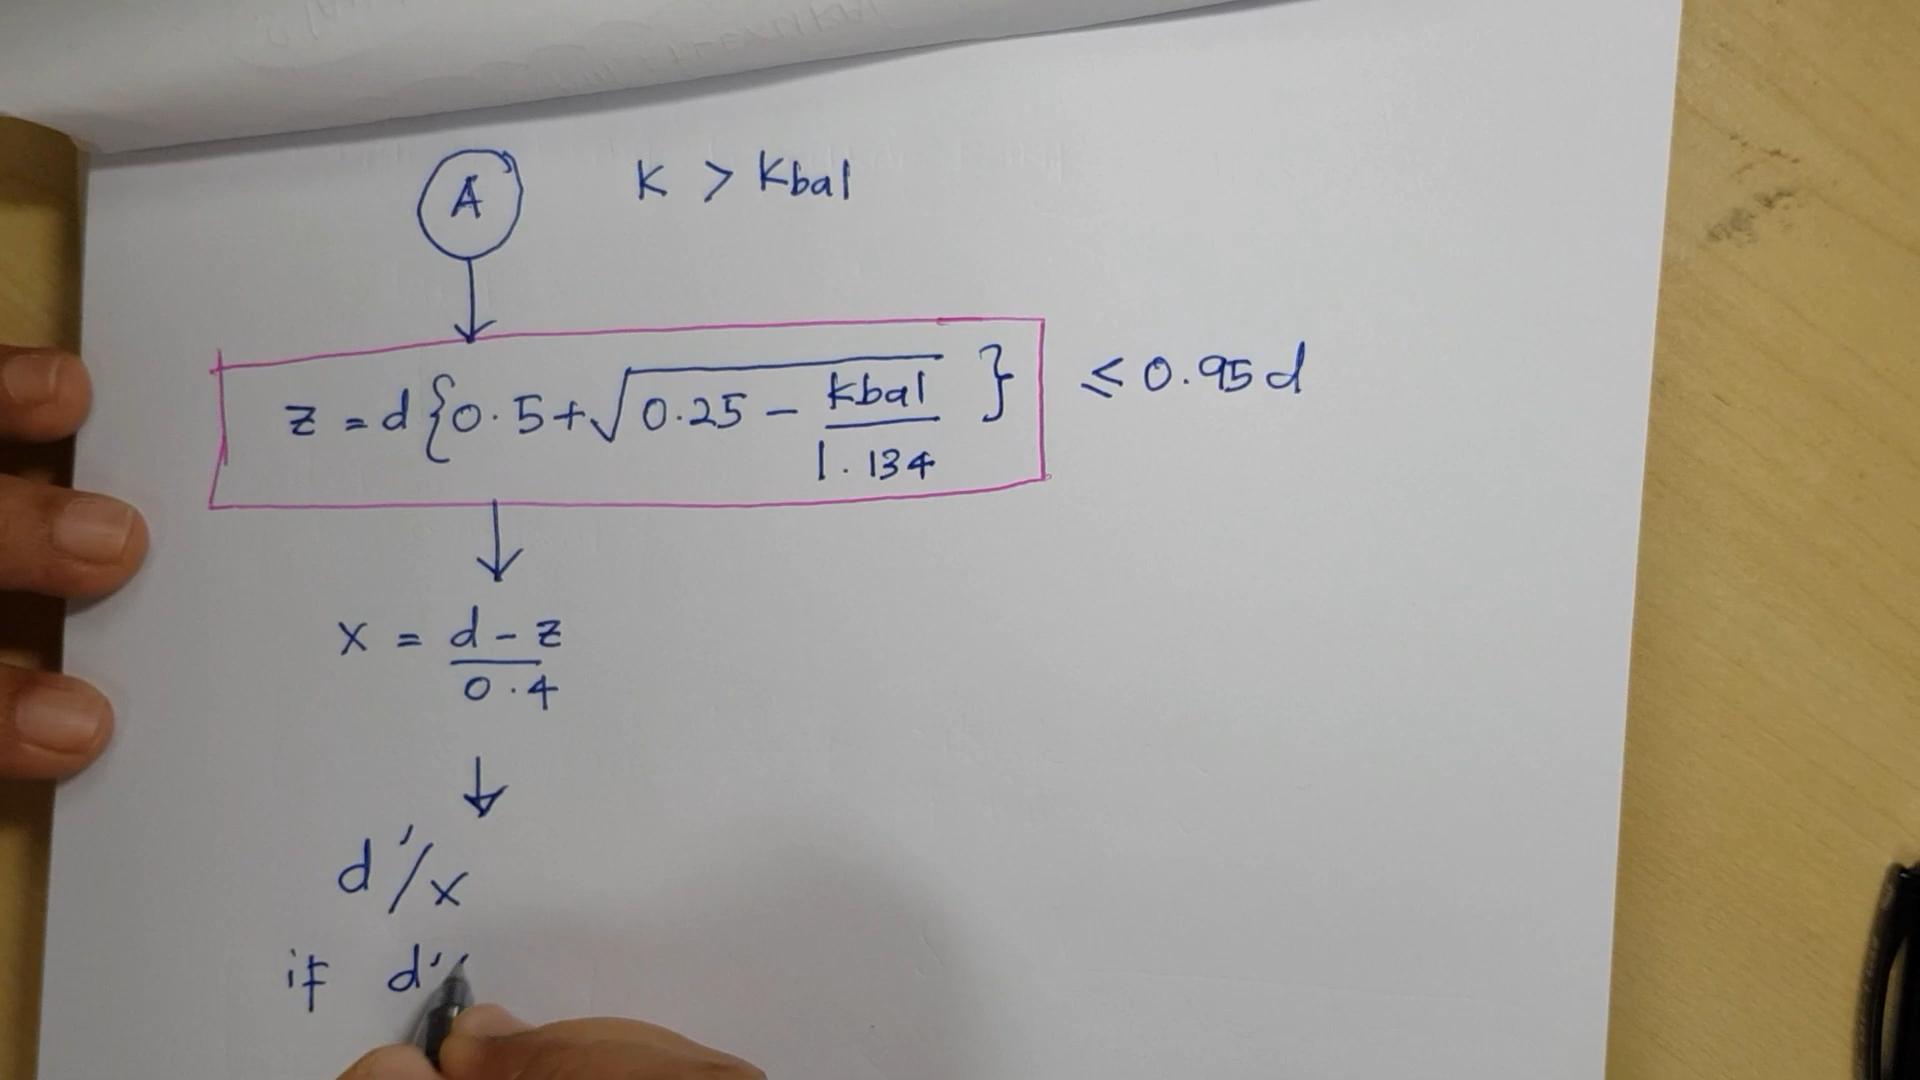 A K > Kbal
z = d{0.5+√0.25 - kbal/1.134} ≤ 0.95d
x = d - z/0.4
d'/x
if d'